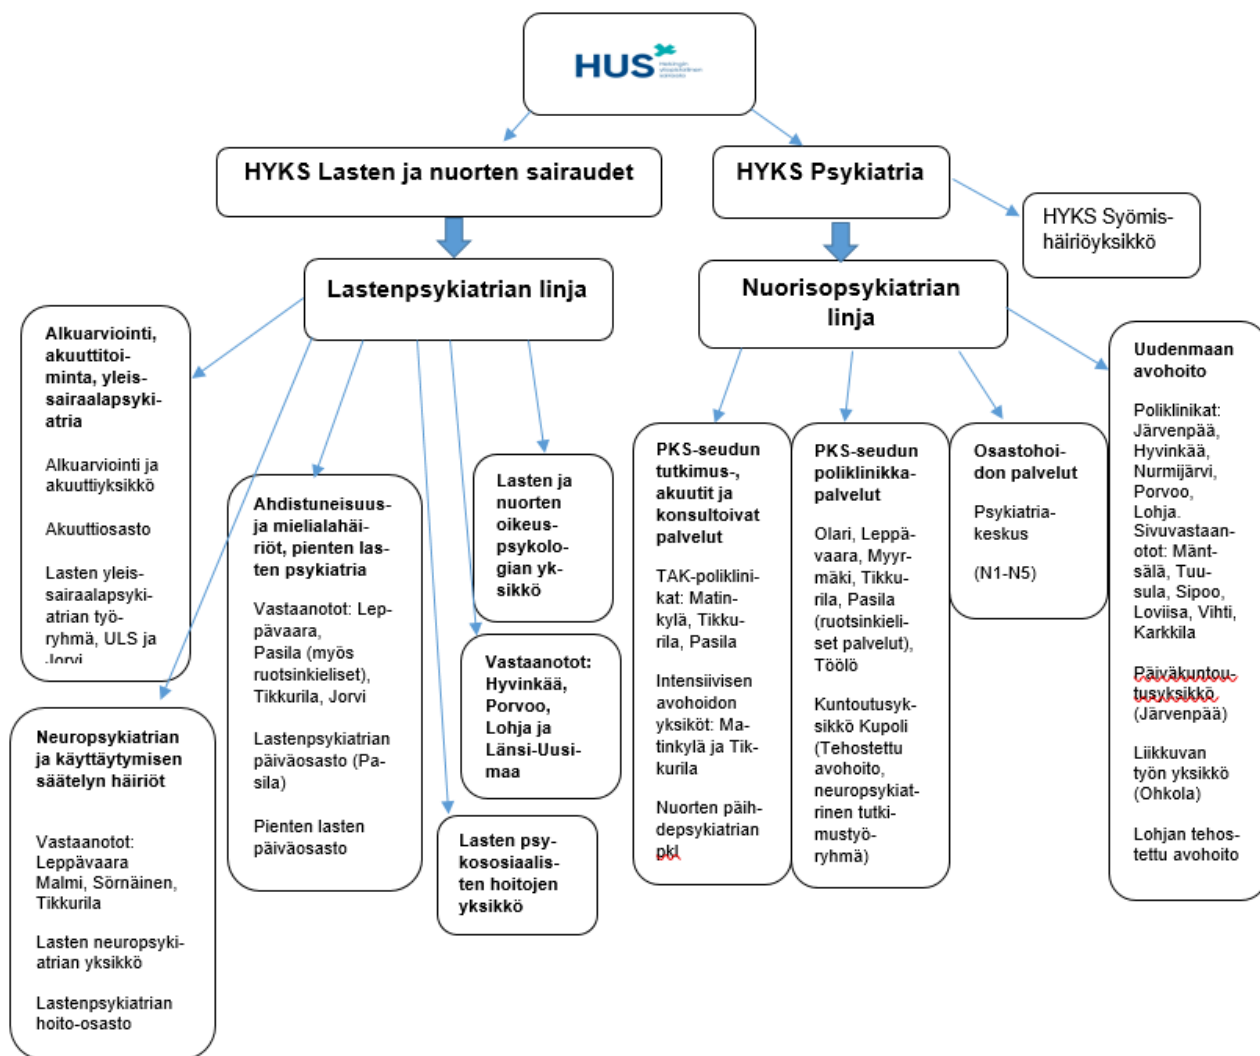 HUS
Helsingin
yliopistollinen
sairaala
HYKS Lasten ja nuorten sairaudet
HYKS Psykiatria
HYKS Syömis-
häiriöyksikkö
Lastenpsykiatrian linja
Nuorisopsykiatrian
linja
Alkuarviointi,
akuuttitoi-
minta, yleis-
sairaalapsyki-
atria
Alkuarviointi ja
akuuttiyksikkö
Akuuttiosasto
Lasten yleis-
sairaalapsyki-
atrian työ-
ryhmä, ULS ja
Jorvi
Neuropsykiatrian
ja käyttäytymisen
säätelyn häiriöt
Vastaanotot:
Leppävaara
Malmi, Sörnäinen,
Tikkurila
Lasten neuropsyki-
atrian yksikkö
Lastenpsykiatrian
hoito-osasto
Ahdistuneisuus-
ja mielialahäi-
riöt, pienten las-
ten psykiatria
Vastaanotot: Lep-
pävaara,
Pasila (myös
ruotsinkieliset),
Tikkurila, Jorvi
Lastenpsykiatrian
päiväosasto (Pa-
sila)
Pienten lasten
päiväosasto
Lasten ja
nuorten
oikeus-
psykolo-
gian yk-
sikkö
Vastaanotot:
Hyvinkää,
Porvoo,
Lohja ja
Länsi-Uusi-
maa
Lasten psy-
kososiaalis-
ten hoitojen
yksikkö
PKS-seudun
tutkimus-,
akuutit ja
konsultoivat
palvelut
TAK-poliklini-
kat: Matin-
kylä, Tikku-
rila, Pasila
Intensiivisen
avohoidon
yksiköt: Ma-
tinkylä ja Tik-
kurila
Nuorten päih-
depsykiatrian
pkl
PKS-seudun
poliklinikka-
palvelut
Olari, Leppä-
vaara, Myyr-
mäki, Tikku-
rila, Pasila
(ruotsinkieli-
set palvelut),
Töölö
Kuntoutusyk-
sikkö Kupoli
(Tehostettu
avohoito,
neuropsykiat-
rinen tutki-
mustyö-
ryhmä)
Osastohoi-
don palvelut
Psykiatria-
keskus
(N1-N5)
Uudenmaan
avohoito
Poliklinikat:
Järvenpää,
Hyvinkää,
Nurmijärvi,
Porvoo,
Lohja.
Sivuvastaan-
otot: Mänt-
sälä, Tuu-
sula, Sipoo,
Loviisa, Vihti,
Karkkila
Päiväkuntou-
tusyksikkö
(Järvenpää)
Liikkuvan
työn yksikkö
(Ohkola)
Lohjan tehos-
tettu avohoito